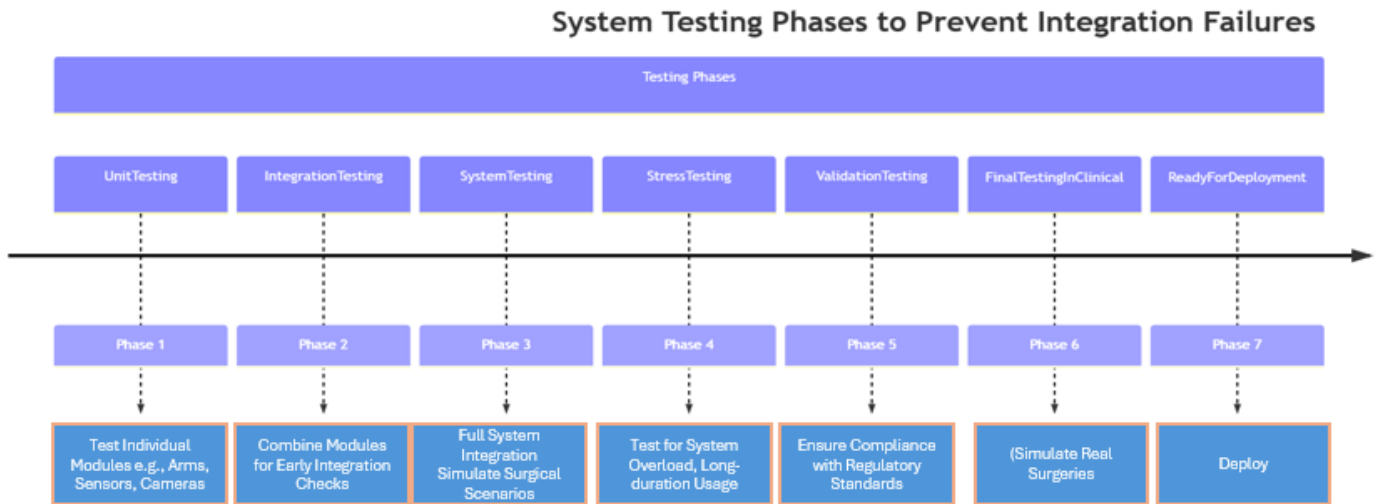 System Testing Phases to Prevent Integration Failures
Testing Phases
UnitTesting
IntegrationTesting
SystemTesting
StressTesting
ValidationTesting
FinalTestingInClinical
ReadyForDeployment
Phase 1
Phase 2
Phase 3
Phase 4
Phase 5
Phase 6
Phase 7
Test Individual
Modules e.g., Arms,
Sensors, Cameras
Combine Modules
for Early Integration
Checks
Full System
Integration
Simulate Surgical
Scenarios
Test for System
Overload, Long-
duration Usage
Ensure Compliance
with Regulatory
Standards
(Simulate Real
Surgeries
Deploy